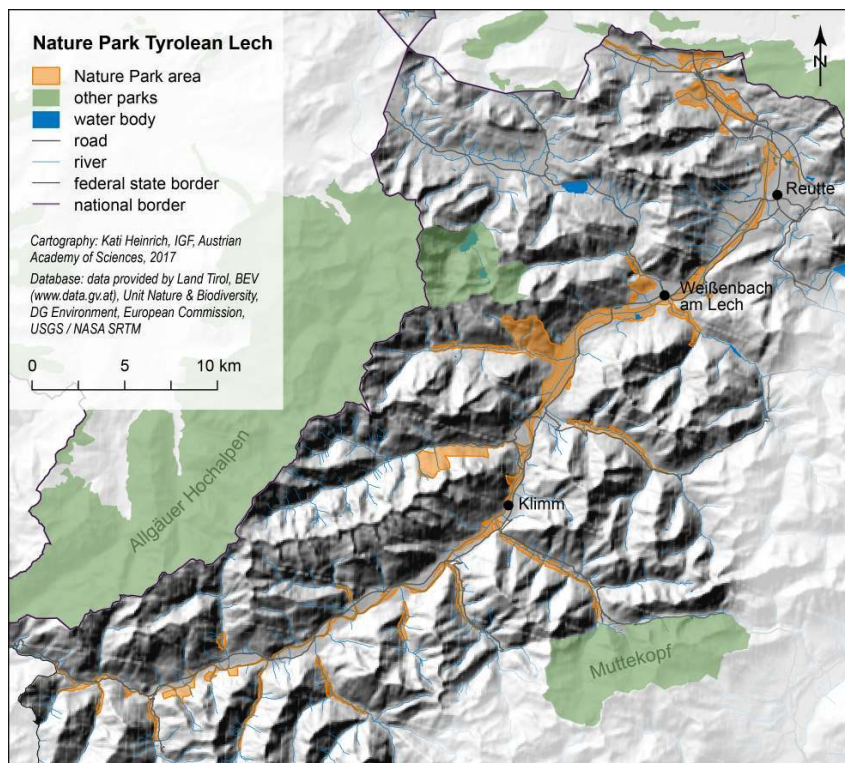 Nature Park Tyrolean Lech
Nature Park area
other parks
water body
road
river
federal state border
national border
Cartography: Kati Heinrich, IGF, Austrian
Academy of Sciences, 2017
Database: data provided by Land Tirol, BEV
(www.data.gv.at), Unit Nature & Biodiversity,
DG Environment, European Commission,
USGS / NASA SRTM
0 5 10 km
N
Reutte
Weißenbach
am Lech
Klimm
Allgäuer Hochalpen
Muttekopf